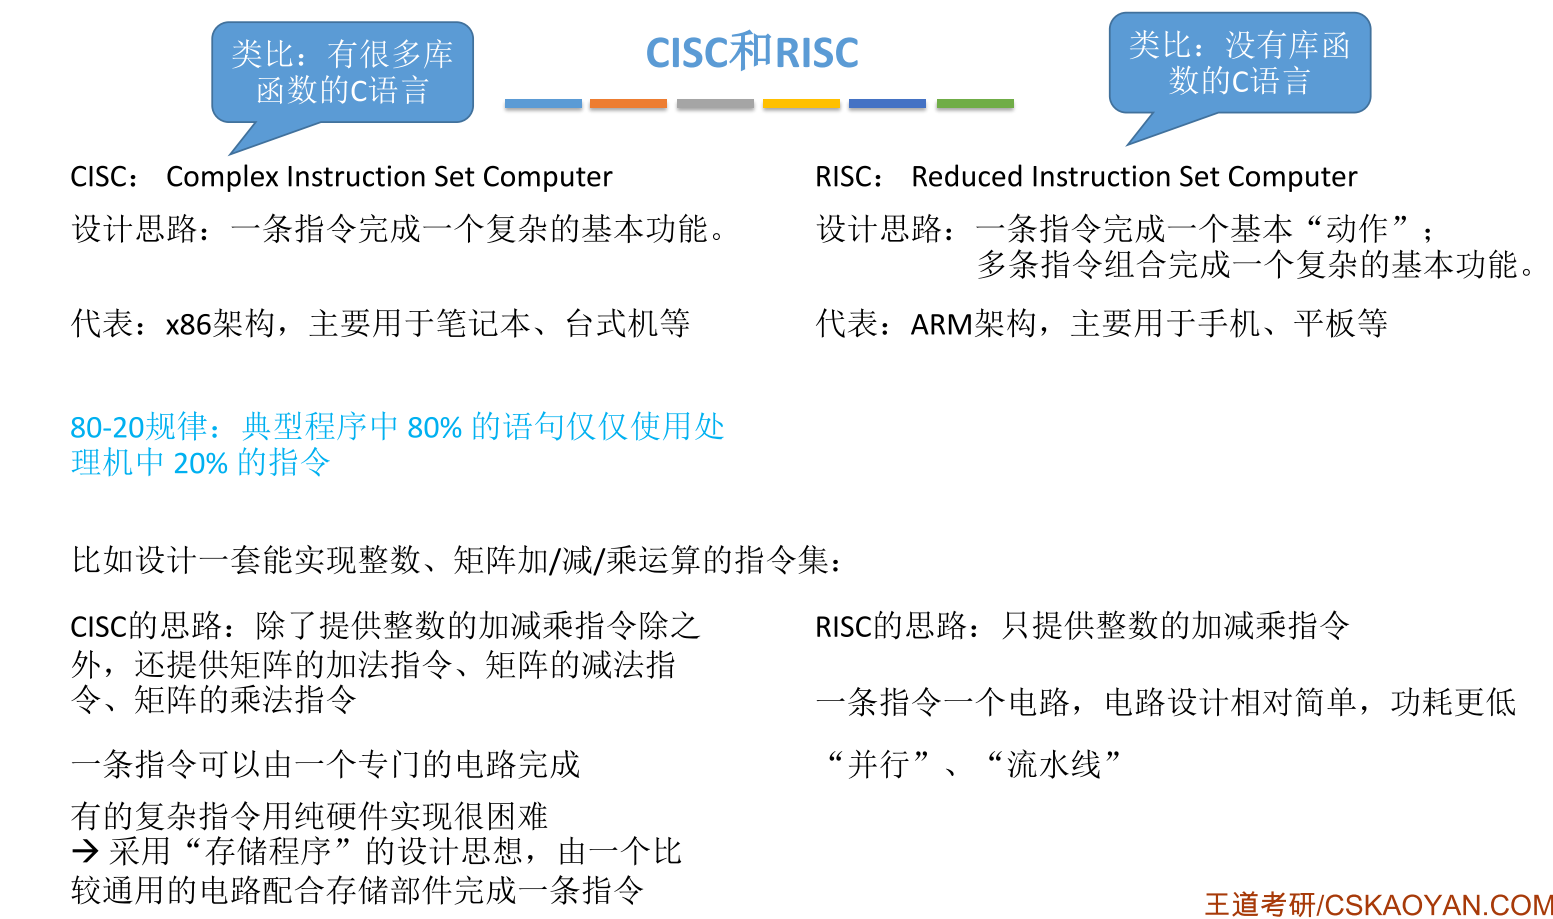 类比：有很多库
函数的C语言
CISC和RISC
类比：没有库函
数的C语言
CISC： Complex Instruction Set Computer
设计思路：一条指令完成一个复杂的基本功能。
代表：x86架构，主要用于笔记本、台式机等
RISC： Reduced Instruction Set Computer
设计思路：一条指令完成一个基本“动作”；
多条指令组合完成一个复杂的基本功能。
代表：ARM架构，主要用于手机、平板等
80-20规律：典型程序中 80% 的语句仅仅使用处
理机中 20% 的指令
比如设计一套能实现整数、矩阵加/减/乘运算的指令集：
CISC的思路：除了提供整数的加减乘指令除之
外，还提供矩阵的加法指令、矩阵的减法指
令、矩阵的乘法指令
一条指令可以由一个专门的电路完成
有的复杂指令用纯硬件实现很困难
→ 采用“存储程序”的设计思想，由一个比
较通用的电路配合存储部件完成一条指令
RISC的思路：只提供整数的加减乘指令
一条指令一个电路，电路设计相对简单，功耗更低
“并行”、“流水线”
王道考研/CSKAOYAN.COM